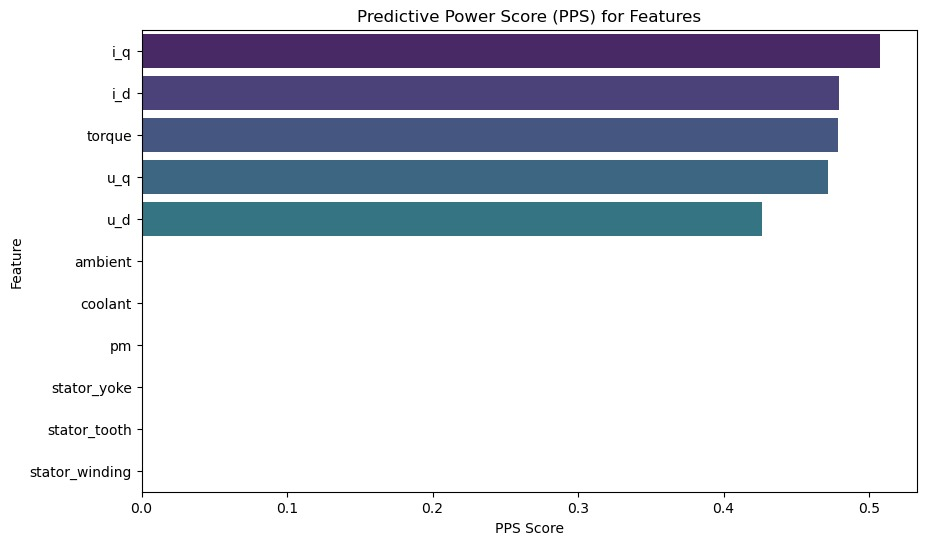 Predictive Power Score (PPS) for Features
i_q
i_d
torque
u_q
u_d
ambient
coolant
pm
stator_yoke
stator_tooth
stator_winding
Feature
0.0 0.1 0.2 0.3 0.4 0.5
PPS Score